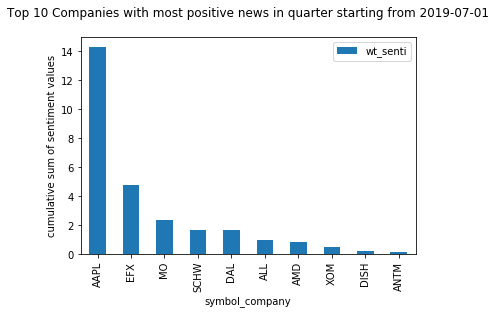 Top 10 Companies with most positive news in quarter starting from 2019-07-01
wt_senti
cumulative sum of sentiment values
14
12
10
8
6
4
2
0
AAPL
EFX
MO
SCHW
DAL
ALL
AMD
XOM
DISH
ANTM
symbol_company